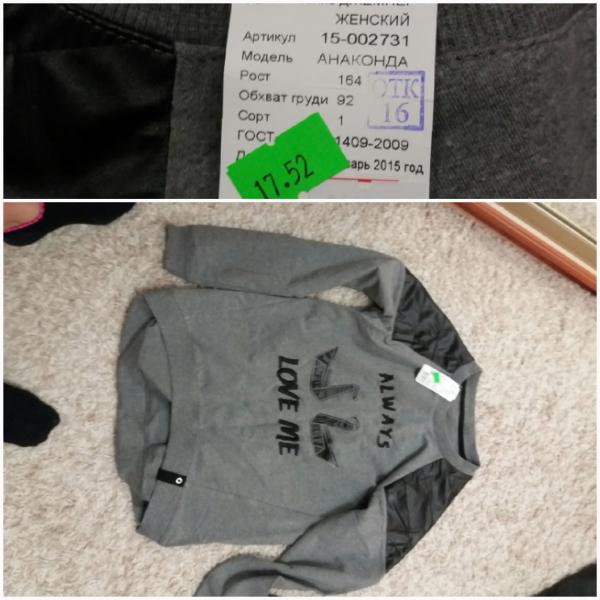 ДЖЕМПЕР
ЖЕНСКИЙ
Артикул 15-002731
Модель АНАКОНДА
Рост 164
Обхват груди 92
ОТК
16
Сорт 1
ГОСТ 1409-2009
2015 год
17.52
ALWAYS
LOVE ME